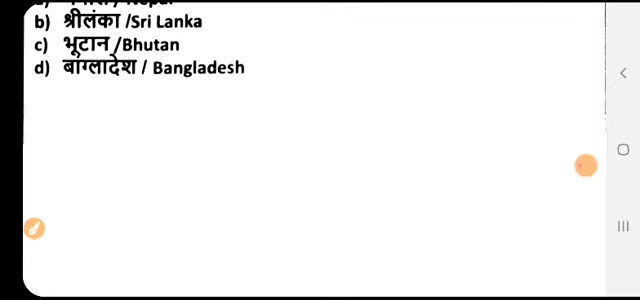 b) श्रीलंका /Sri Lanka
c) भूटान /Bhutan
d) बांग्लादेश / Bangladesh